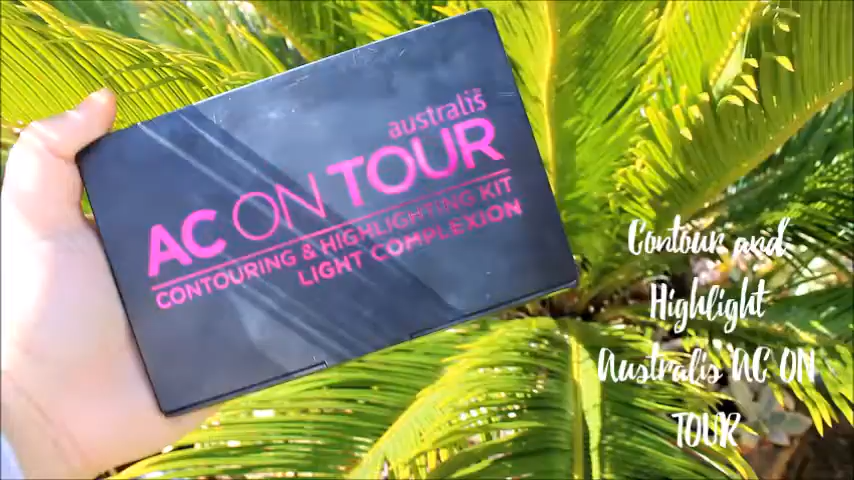 australis
AC ON TOUR
CONTOURING & HIGHLIGHTING KIT
LIGHT COMPLEXION
Contour and
Highlight
Australis AC ON
TOUR